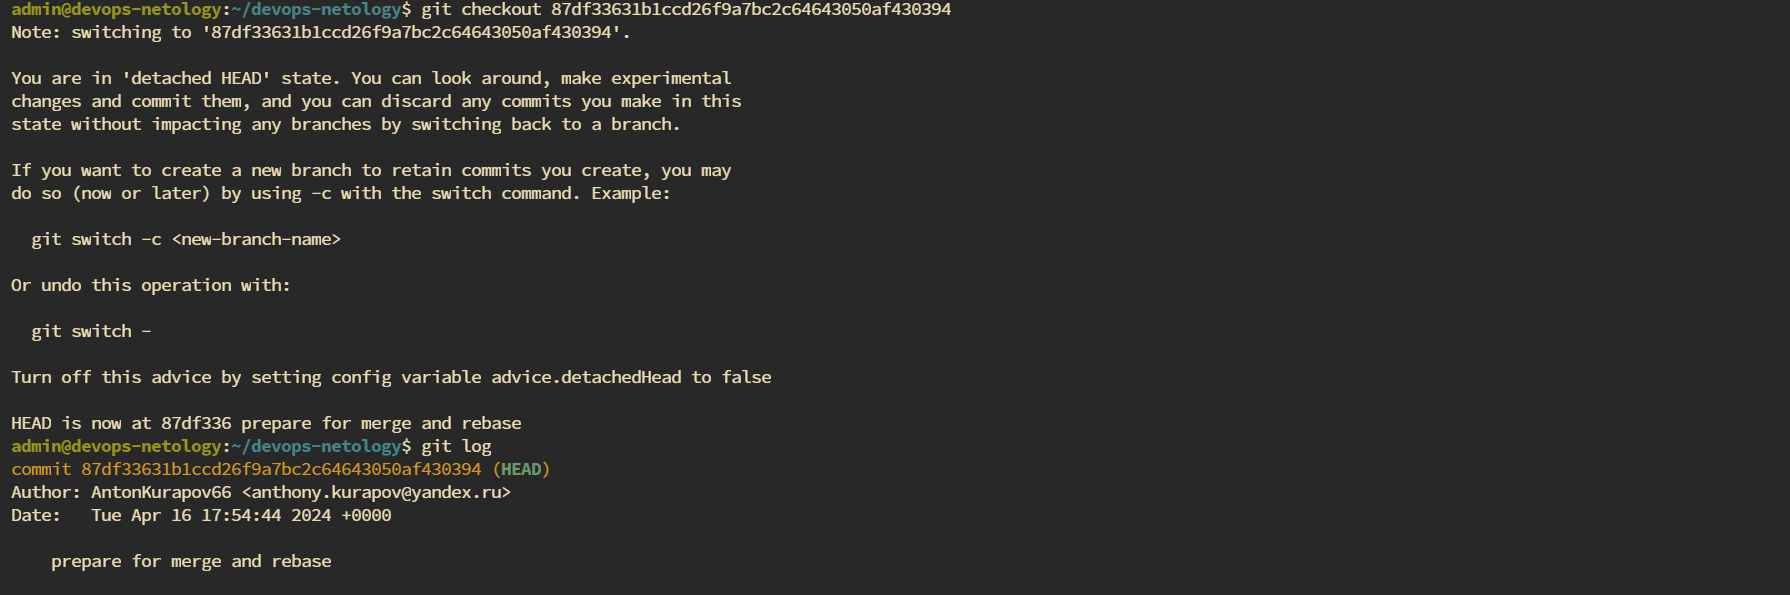 admin@devops-netology:~/devops-netology$ git checkout 87df33631b1ccd26f9a7bc2c64643050af430394
Note: switching to '87df33631b1ccd26f9a7bc2c64643050af430394'.
You are in 'detached HEAD' state. You can look around, make experimental
changes and commit them, and you can discard any commits you make in this
state without impacting any branches by switching back to a branch.
If you want to create a new branch to retain commits you create, you may
do so (now or later) by using -c with the switch command. Example:
git switch -c <new-branch-name>
Or undo this operation with:
git switch -
Turn off this advice by setting config variable advice.detachedHead to false
HEAD is now at 87df336 prepare for merge and rebase
admin@devops-netology:~/devops-netology$ git log
commit 87df33631b1ccd26f9a7bc2c64643050af430394 (HEAD)
Author: AntonKurapov66 <anthony.kurapov@yandex.ru>
Date:   Tue Apr 16 17:54:44 2024 +0000
prepare for merge and rebase